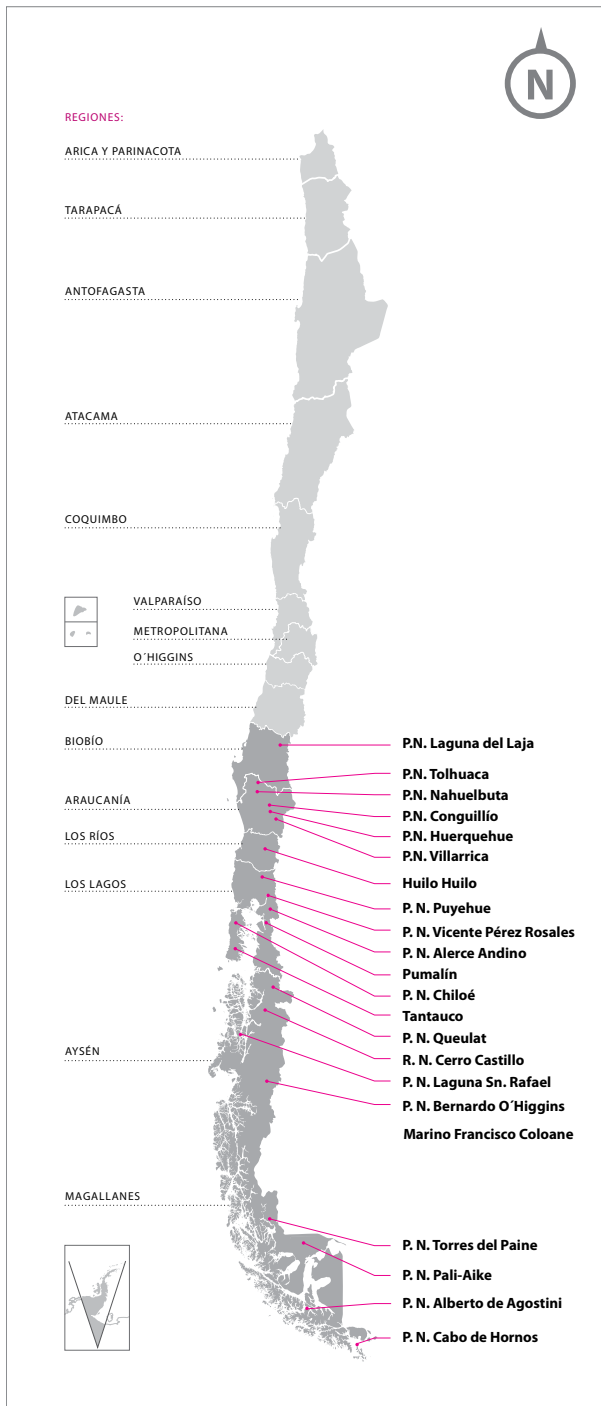 N
REGIONES:
ARICA Y PARINACOTA
TARAPACÁ
ANTOFAGASTA
ATACAMA
COQUIMBO
VALPARAÍSO
METROPOLITANA
O´HIGGINS
DEL MAULE
BIOBÍO
ARAUCANÍA
LOS RÍOS
LOS LAGOS
AYSÉN
MAGALLANES
P.N. Laguna del Laja
P.N. Tolhuaca
P.N. Nahuelbuta
P.N. Conguillío
P.N. Huerquehue
P.N. Villarrica
Huilo Huilo
P. N. Puyehue
P. N. Vicente Pérez Rosales
P. N. Alerce Andino
Pumalín
P. N. Chiloé
Tantauco
P. N. Queulat
R. N. Cerro Castillo
P. N. Laguna Sn. Rafael
P. N. Bernardo O´Higgins
Marino Francisco Coloane
P. N. Torres del Paine
P. N. Pali-Aike
P. N. Alberto de Agostini
P. N. Cabo de Hornos